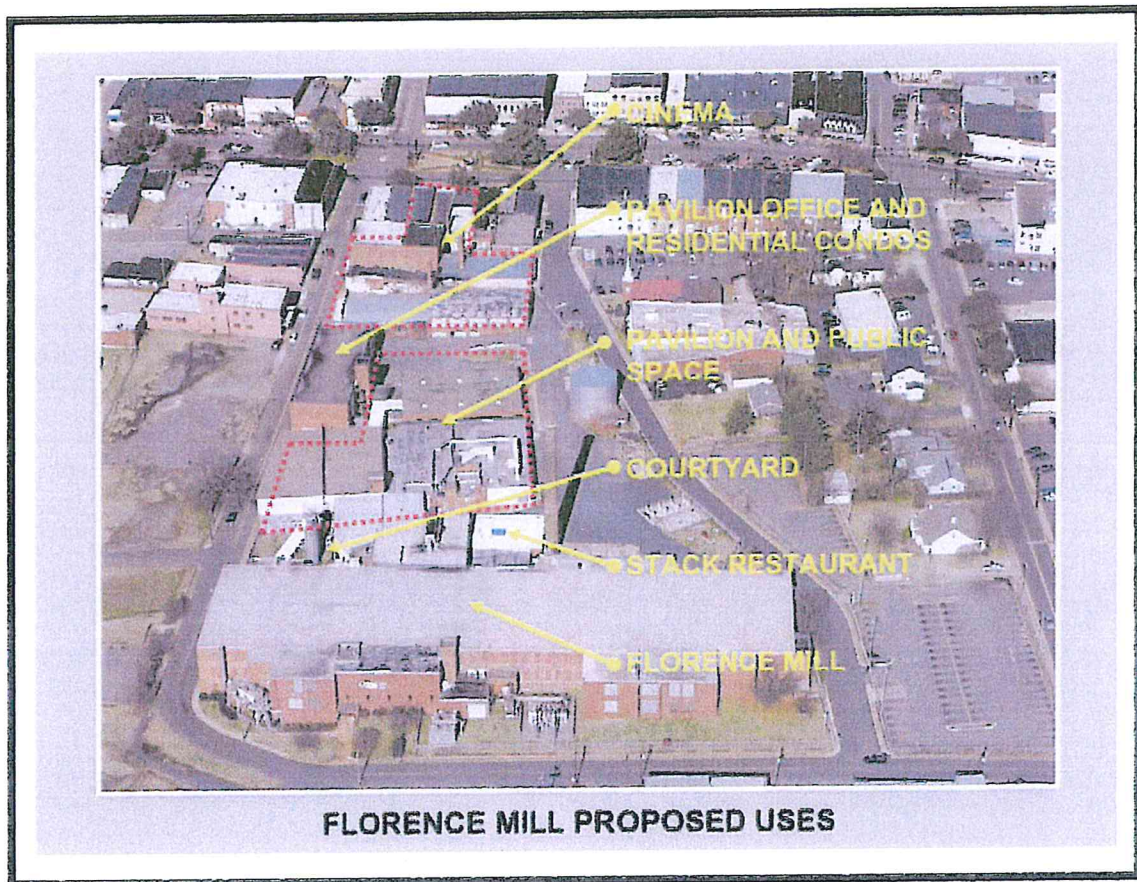 CINEMA
PAVILION OFFICE AND
RESIDENTIAL CONDOS
PAVILION AND PUBLIC
SPACE
COURTYARD
STACK RESTAURANT
FLORENCE MILL
FLORENCE MILL PROPOSED USES